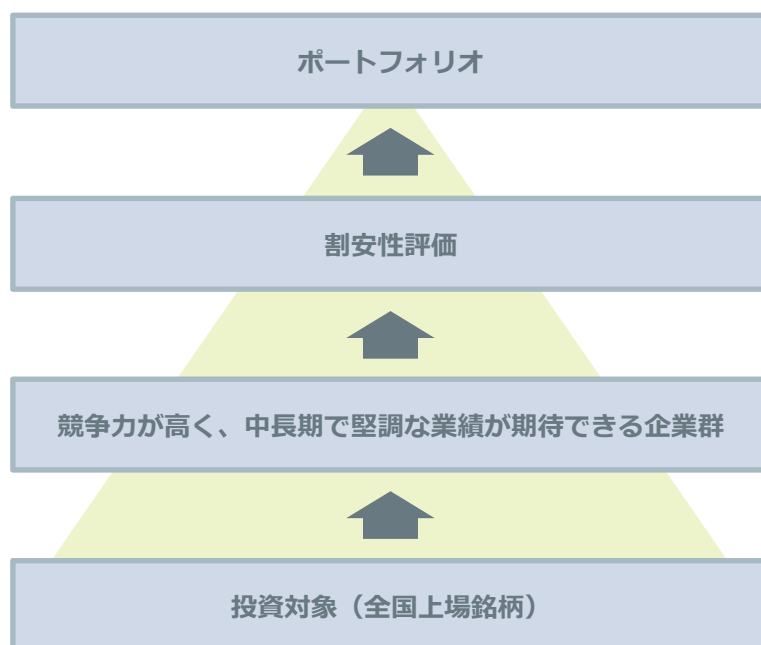 ポートフォリオ
割安性評価
競争力が高く、中長期で堅調な業績が期待できる企業群
投資対象（全国上場銘柄）